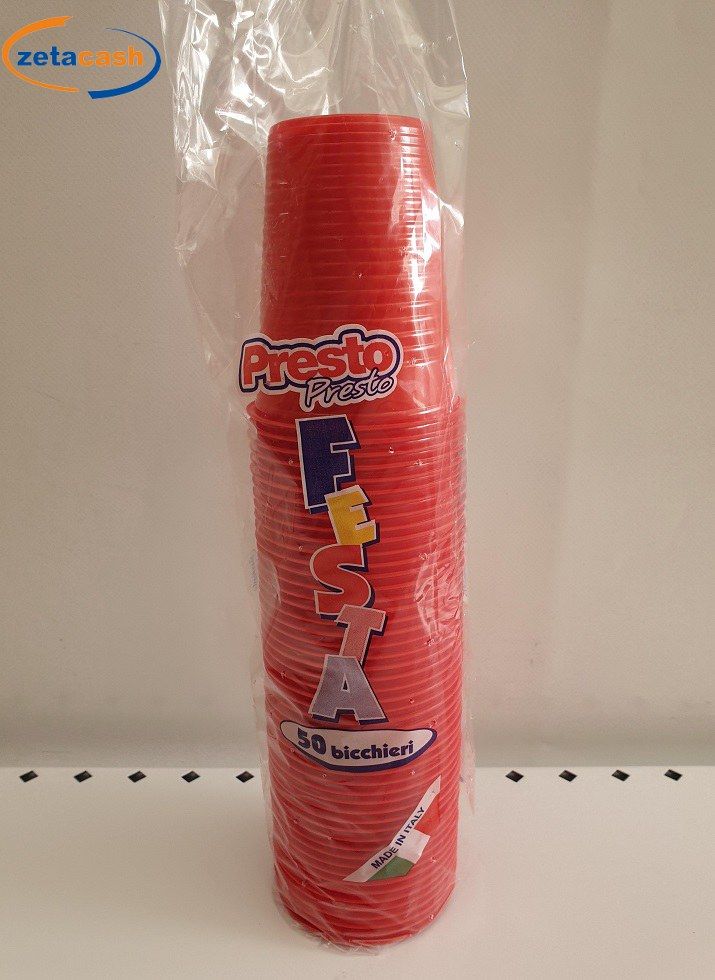 zetacash
Presto
Presto
FESTA
50 bicchieri
MADE IN ITALY